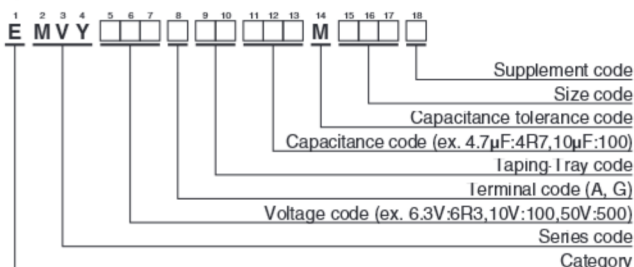 1 2 3 4 5 6 7 8 9 10 11 12 13 14 15 16 17 18
E MVY M
Supplement code
Size code
Capacitance tolerance code
Capacitance code (ex. 4.7μF:4R7,10μF:100)
Taping·Tray code
Terminal code (A, G)
Voltage code (ex. 6.3V:6R3,10V:100,50V:500)
Series code
Category